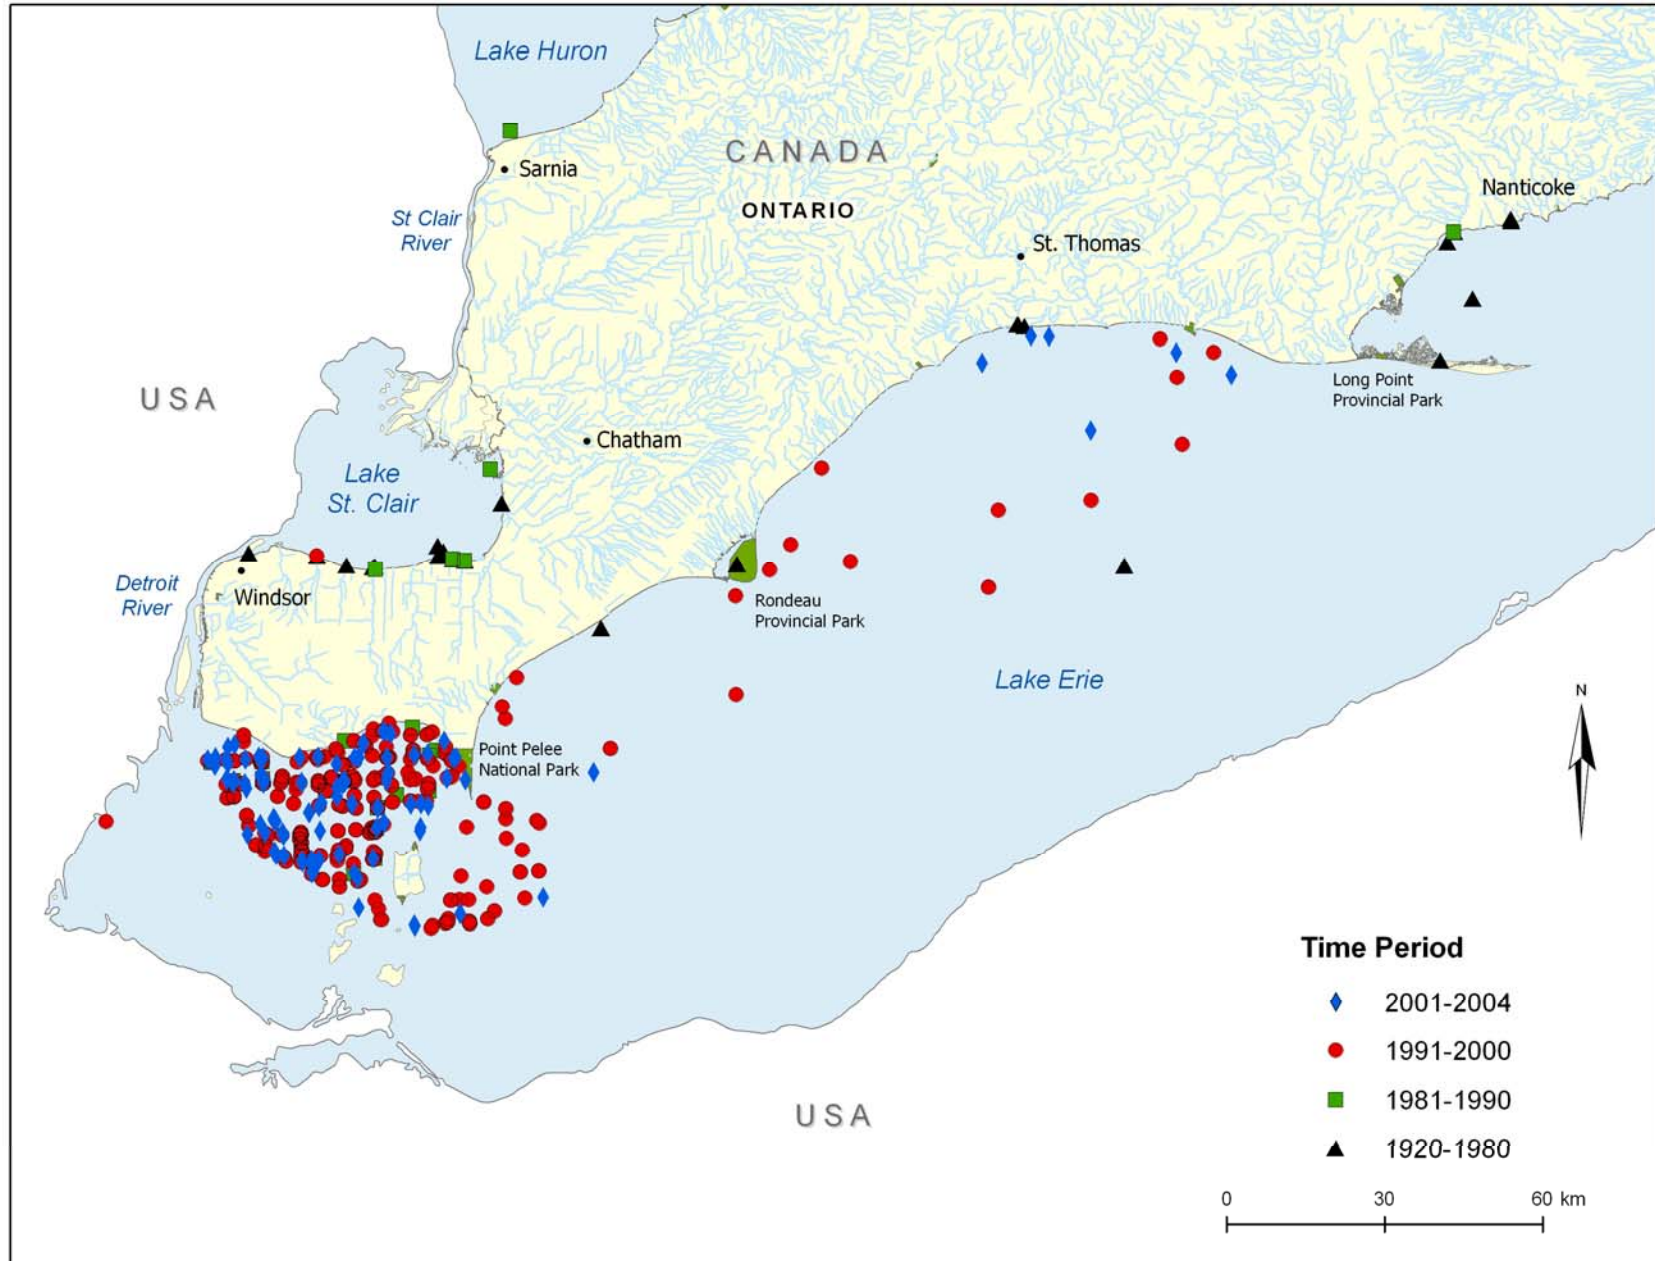 Lake Huron
CANADA
Sarnia
Nanticoke
ONTARIO
St Clair
River
St. Thomas
USA
Long Point
Provincial Park
Chatham
Lake
St. Clair
Detroit
River
Windsor
Rondeau
Provincial Park
Lake Erie
N
Point Pelee
National Park
Time Period
2001-2004
1991-2000
1981-1990
1920-1980
USA
0 30 60 km